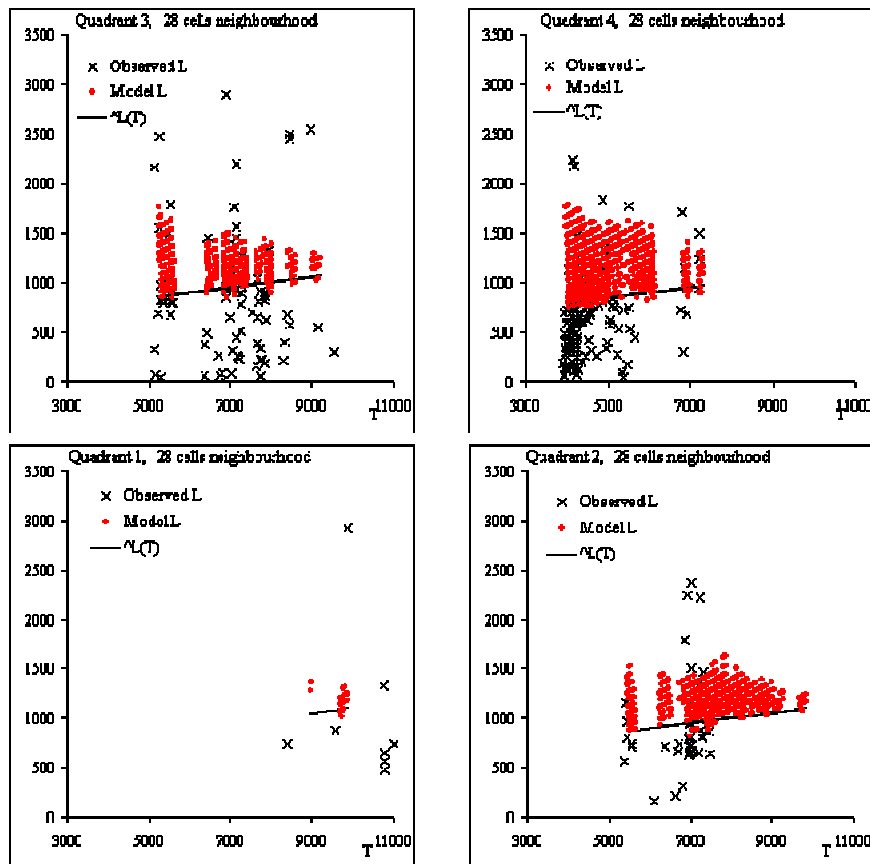 Quadrant 3, 28 cells neighbourhood
3500
3000
2500
2000
1500
1000
500
0
Observed L
Model L
^L(T)
3000 5000 7000 9000 11000
T
Quadrant 4, 28 cells neighbourhood
3500
3000
2500
2000
1500
1000
500
0
Observed L
Model L
^L(T)
3000 5000 7000 9000 11000
T
Quadrant 1, 28 cells neighbourhood
3500
3000
2500
2000
1500
1000
500
0
Observed L
Model L
^L(T)
3000 5000 7000 9000 11000
T
Quadrant 2, 28 cells neighbourhood
3500
3000
2500
2000
1500
1000
500
0
Observed L
Model L
^L(T)
3000 5000 7000 9000 11000
T